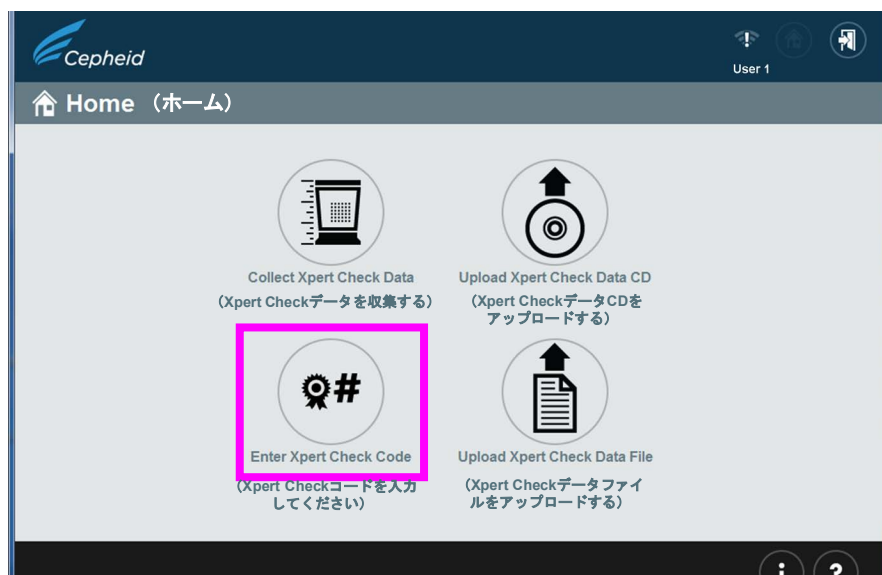 Cepheid
User 1
Home （ホーム）
Collect Xpert Check Data
（Xpert Checkデータを収集する）
Upload Xpert Check Data CD
（Xpert CheckデータCDを
アップロードする）
#
Enter Xpert Check Code
（Xpert Checkコードを入力
してください）
Upload Xpert Check Data File
（Xpert Checkデータファイ
ルをアップロードする）
i ?